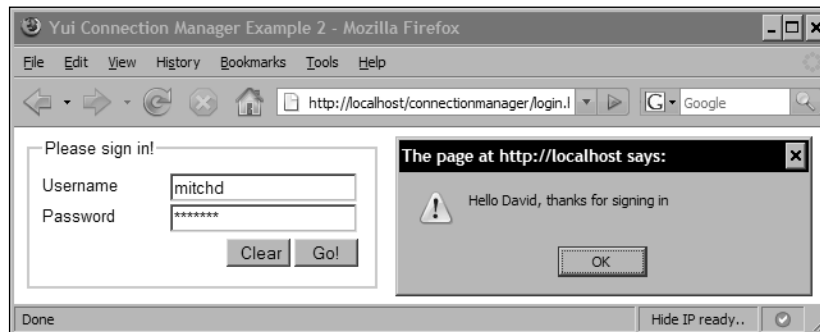 Yui Connection Manager Example 2 - Mozilla Firefox
File Edit View History Bookmarks Tools Help
http://localhost/connectionmanager/login.l
G Google
Please sign in!
Username mitchd
Password *******
Clear Go!
The page at http://localhost says:
Hello David, thanks for signing in
OK
Done
Hide IP ready..